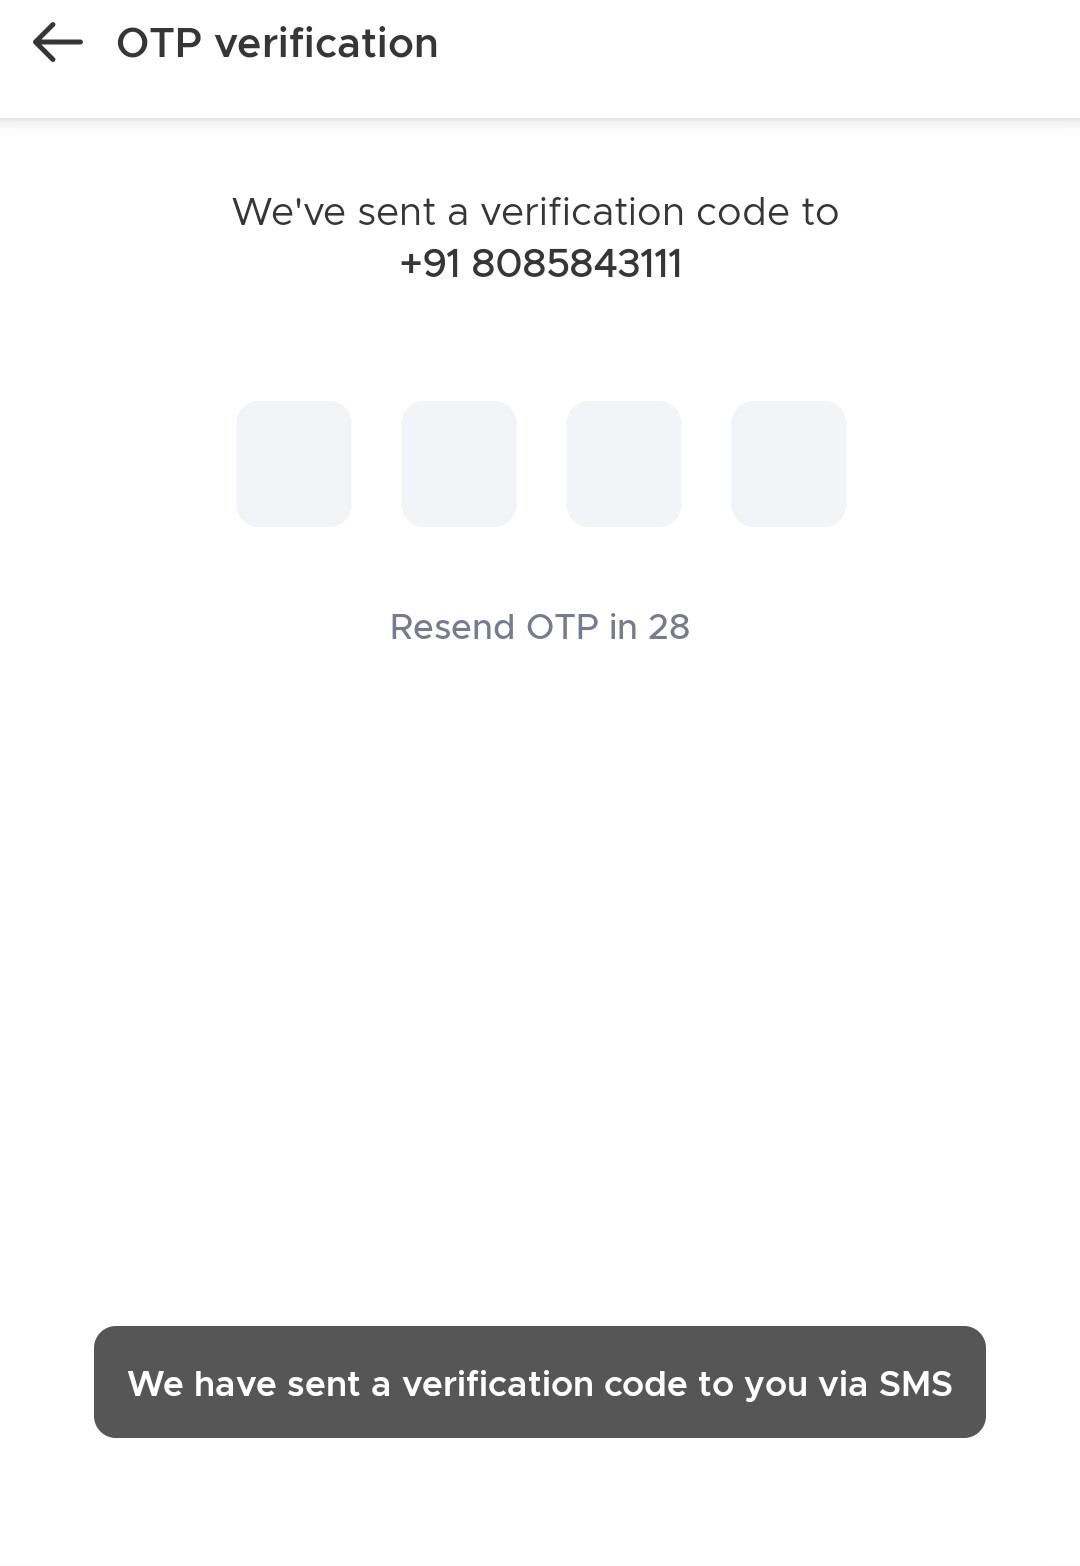 OTP verification
We've sent a verification code to
+91 8085843111
Resend OTP in 28
We have sent a verification code to you via SMS